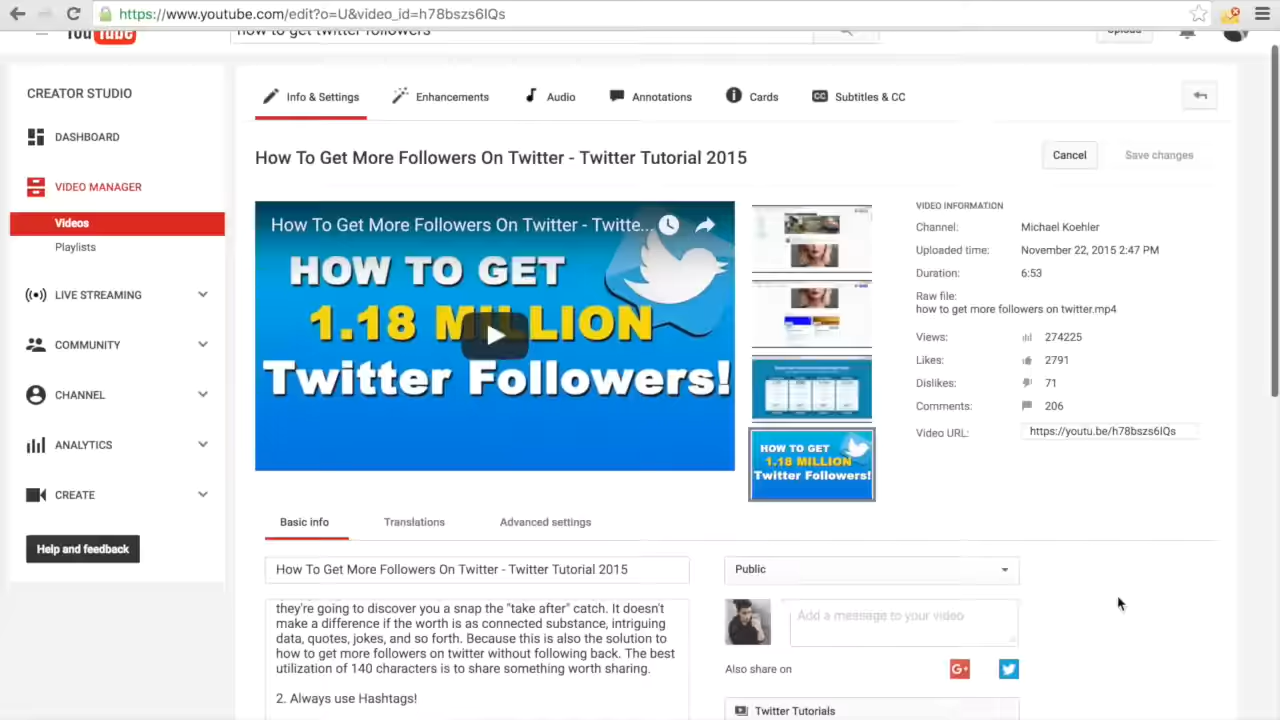 https://www.youtube.com/edit?o=U&video_id=h78bszs6IQs
YouTube
how to get twitter followers
Upload
CREATOR STUDIO
DASHBOARD
VIDEO MANAGER
Videos
Playlists
LIVE STREAMING
COMMUNITY
CHANNEL
ANALYTICS
CREATE
Help and feedback
Info & Settings
Enhancements
Audio
Annotations
Cards
CC Subtitles & CC
How To Get More Followers On Twitter - Twitter Tutorial 2015
Cancel
Save changes
How To Get More Followers On Twitter - Twitte...
HOW TO GET
1.18 MILLION
Twitter Followers!
HOW TO GET
1.18 MILLION
Twitter Followers!
VIDEO INFORMATION
Channel: Michael Koehler
Uploaded time: November 22, 2015 2:47 PM
Duration: 6:53
Raw file:
how to get more followers on twitter.mp4
Views: 274225
Likes: 2791
Dislikes: 71
Comments: 206
Video URL: https://youtu.be/h78bszs6IQs
Basic info
Translations
Advanced settings
How To Get More Followers On Twitter - Twitter Tutorial 2015
they're going to discover you a snap the "take after" catch. It doesn't
make a difference if the worth is as connected substance, intriguing
data, quotes, jokes, and so forth. Because this is also the solution to
how to get more followers on twitter without following back. The best
utilization of 140 characters is to share something worth sharing.
2. Always use Hashtags!
Public
Add a message to your video
Also share on
G+
Twitter Tutorials